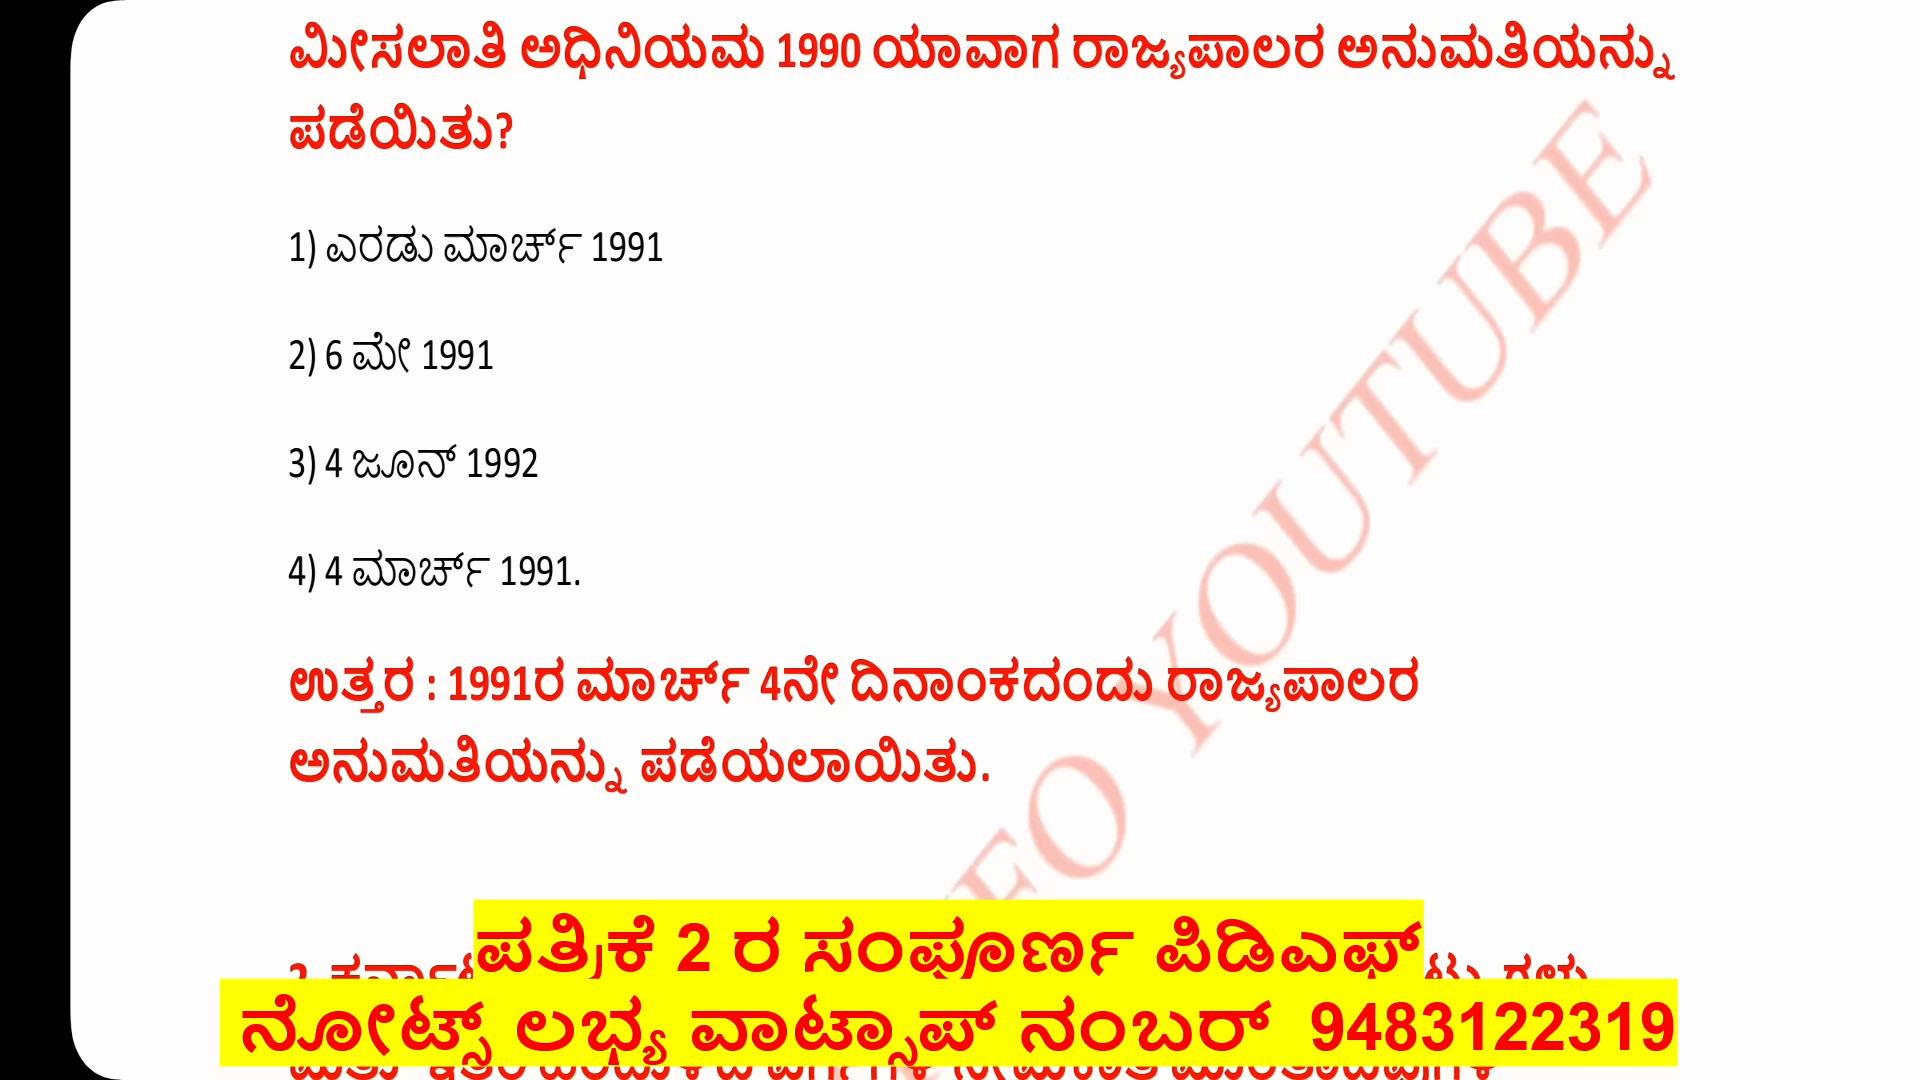 ಮೀಸಲಾತಿ ಅಧಿನಿಯಮ 1990 ಯಾವಾಗ ರಾಜ್ಯಪಾಲರ ಅನುಮತಿಯನ್ನು
ಪಡೆಯಿತು?
1) ಎರಡು ಮಾರ್ಚ್ 1991
2) 6 ಮೇ 1991
3) 4 ಜೂನ್ 1992
4) 4 ಮಾರ್ಚ್ 1991.
ಉತ್ತರ : 1991ರ ಮಾರ್ಚ್ 4ನೇ ದಿನಾಂಕದಂದು ರಾಜ್ಯಪಾಲರ
ಅನುಮತಿಯನ್ನು ಪಡೆಯಲಾಯಿತು.
YOUTUBE
ಪತ್ರಿಕೆ 2 ರ ಸಂಪೂರ್ಣ ಪಿಡಿಎಫ್
ನೋಟ್ಸ್ ಲಭ್ಯ ವಾಟ್ಸಾಪ್ ನಂಬರ್ 9483122319